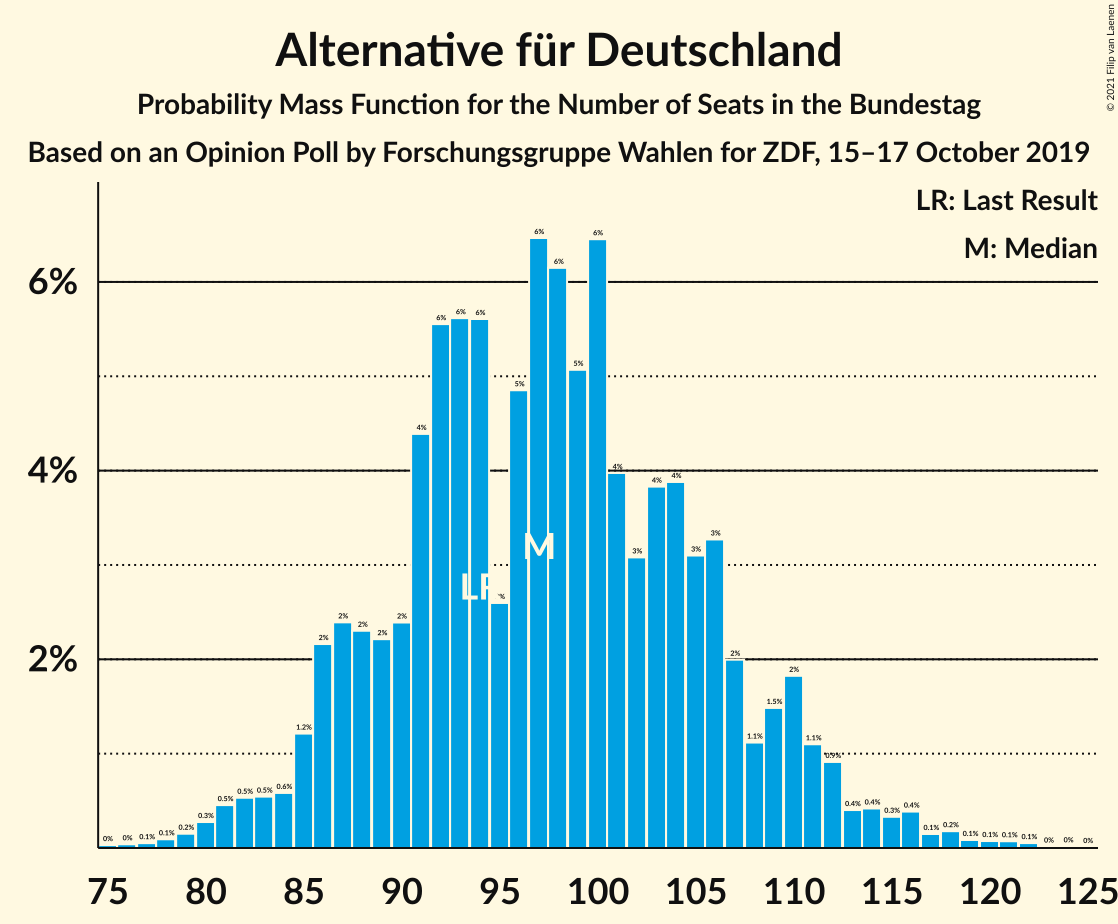 Alternative für Deutschland
Probability Mass Function for the Number of Seats in the Bundestag
Based on an Opinion Poll by Forschungsgruppe Wahlen for ZDF, 15–17 October 2019
© 2021 Filip van Laenen
LR: Last Result
M: Median
6%
4%
2%
0% 0% 0.1% 0.1% 0.2% 0.3% 0.5% 0.5% 0.5% 0.6% 1.2% 2% 2% 2% 2% 2% 4% 6% 6% 6% 5% 6% 6% 5% 6% 4% 3% 4% 4% 3% 3% 2% 1.1% 1.5% 2% 1.1% 0.9% 0.4% 0.4% 0.3% 0.4% 0.1% 0.2% 0.1% 0.1% 0.1% 0.1% 0% 0% 0%
M
LR
75 80 85 90 95 100 105 110 115 120 125